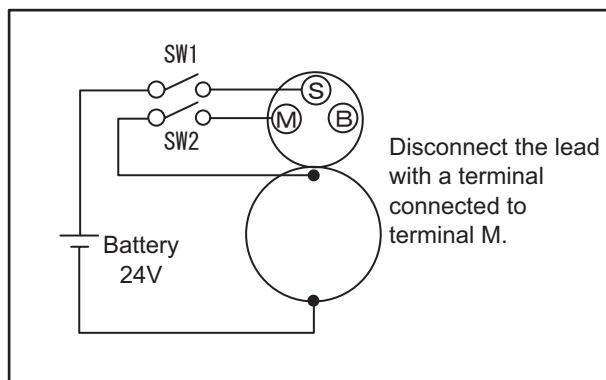 SW1
S
M
B
SW2
Disconnect the lead
with a terminal
connected to
terminal M.
Battery
24V